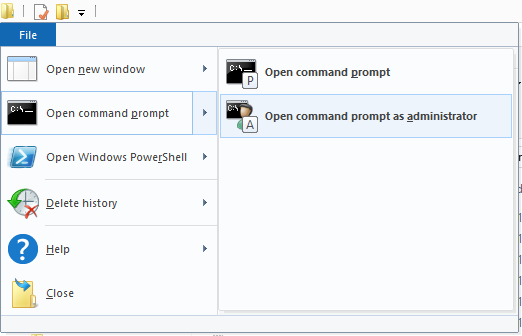 File
Open new window
Open command prompt
Open Windows PowerShell
Delete history
Help
Close
C:\
P
Open command prompt
C:\
A
Open command prompt as administrator